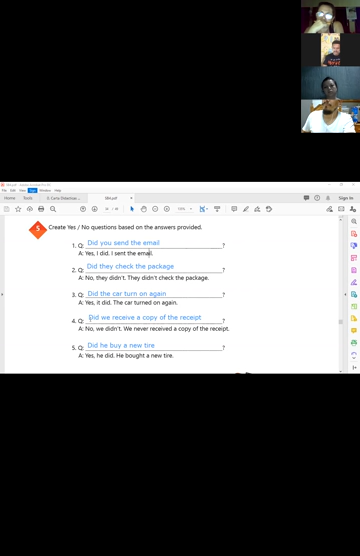 Home Tools S84.pdf Sign In
5 Create Yes / No questions based on the answers provided.
1. Q: Did you send the email ?
A: Yes, I did. I sent the email.
2. Q: Did they check the package ?
A: No, they didn't. They didn't check the package.
3. Q: Did the car turn on again ?
A: Yes, it did. The car turned on again.
4. Q: Did we receive a copy of the receipt ?
A: No, we didn't. We never received a copy of the receipt.
5. Q: Did he buy a new tire ?
A: Yes, he did. He bought a new tire.